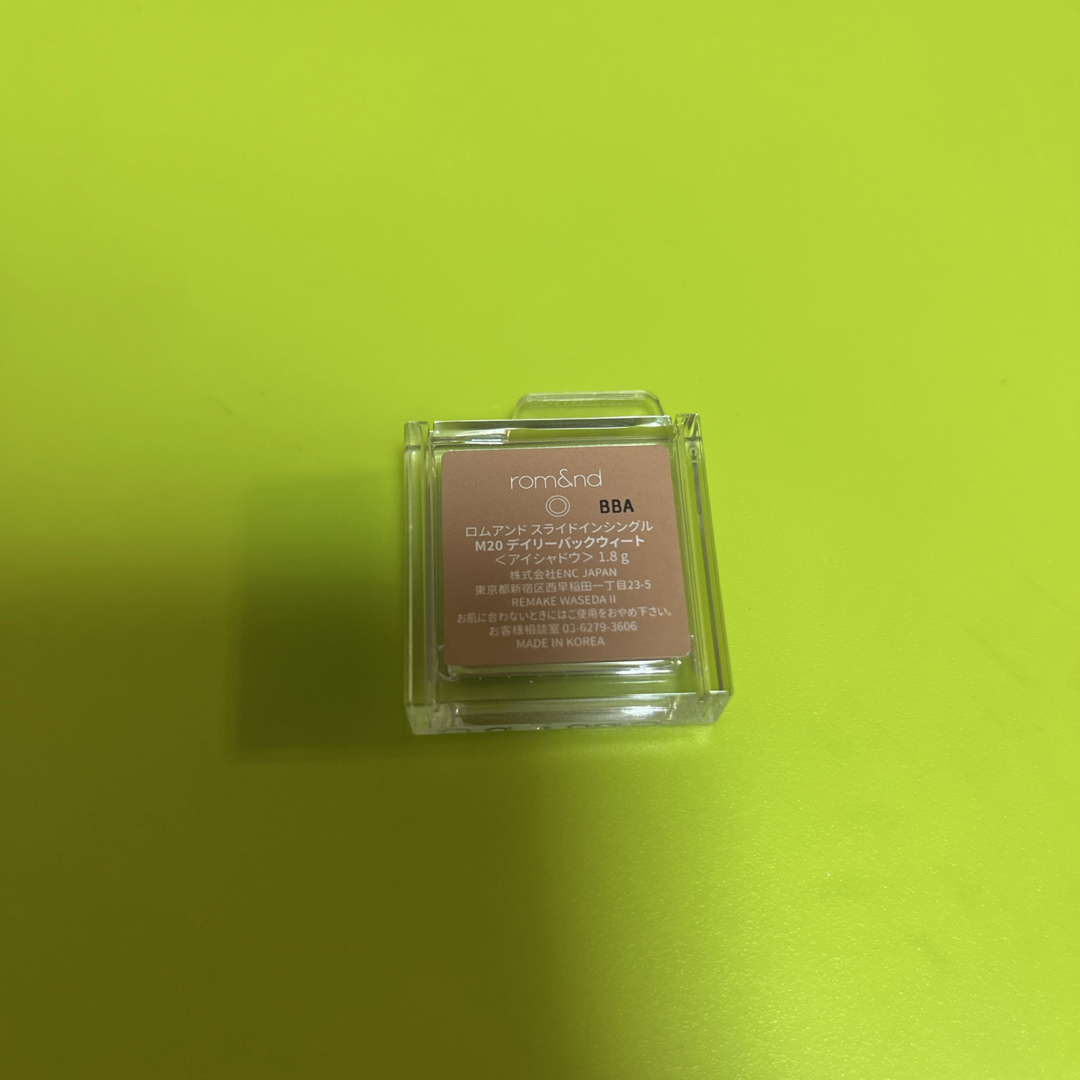 rom&nd
BBA
ロムアンド スライドインシングル
M20 デイリーバックウィート
＜アイシャドウ＞ 1.8 g
株式会社ENC JAPAN
東京都新宿区西早稲田一丁目23-5
REMAKE WASEDA II
お肌に合わないときにはご使用をおやめ下さい。
お客様相談室 03-6279-3606
MADE IN KOREA